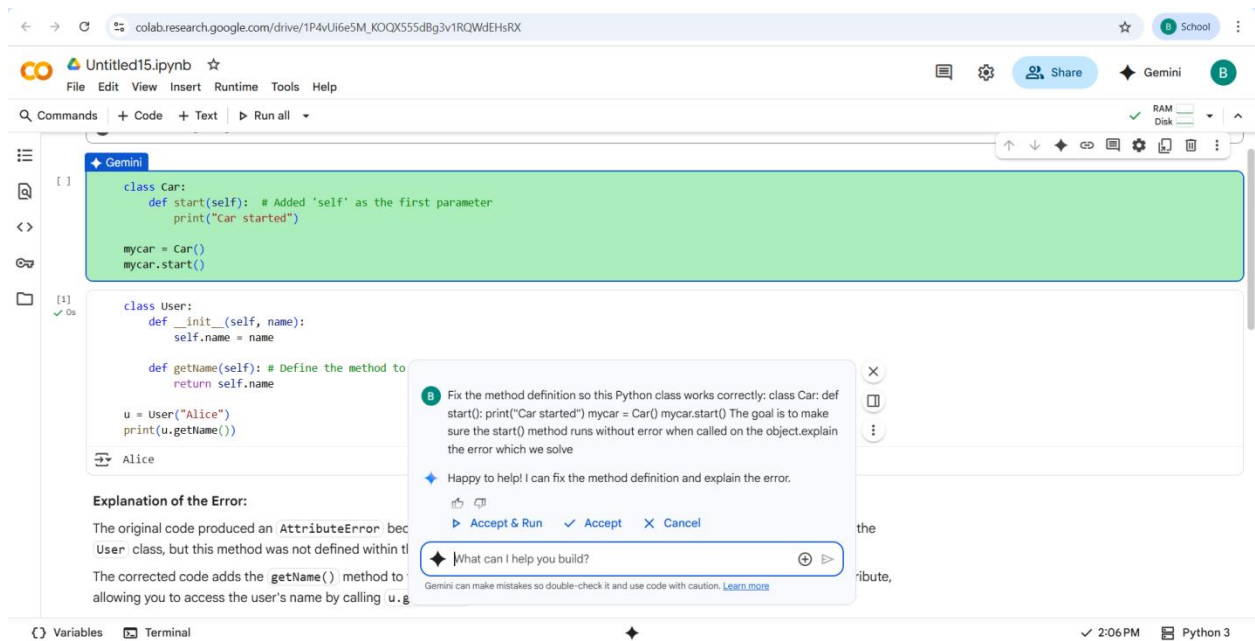 colab.research.google.com/drive/1P4vUi6e5M_KOQX555dBg3v1RQWdEHsRX
B School
CO Untitled15.ipynb
File Edit View Insert Runtime Tools Help
Share Gemini B
Commands + Code + Text Run all
RAM
Disk
Gemini
[ ]
class Car:
def start(self): # Added 'self' as the first parameter
print("Car started")
mycar = Car()
mycar.start()
[1]
0s
class User:
def __init__(self, name):
self.name = name
def getName(self): # Define the method to
return self.name
u = User("Alice")
print(u.getName())
Alice
Explanation of the Error:
The original code produced an AttributeError bec
the
User class, but this method was not defined within tl
The corrected code adds the getName() method to
ribute,
allowing you to access the user's name by calling u.g
B Fix the method definition so this Python class works correctly: class Car: def
start(): print("Car started") mycar = Car() mycar.start() The goal is to make
sure the start() method runs without error when called on the object.explain
the error which we solve
Happy to help! I can fix the method definition and explain the error.
Accept & Run Accept Cancel
What can I help you build?
Gemini can make mistakes so double-check it and use code with caution. Learn more
Variables Terminal
2:06 PM Python 3